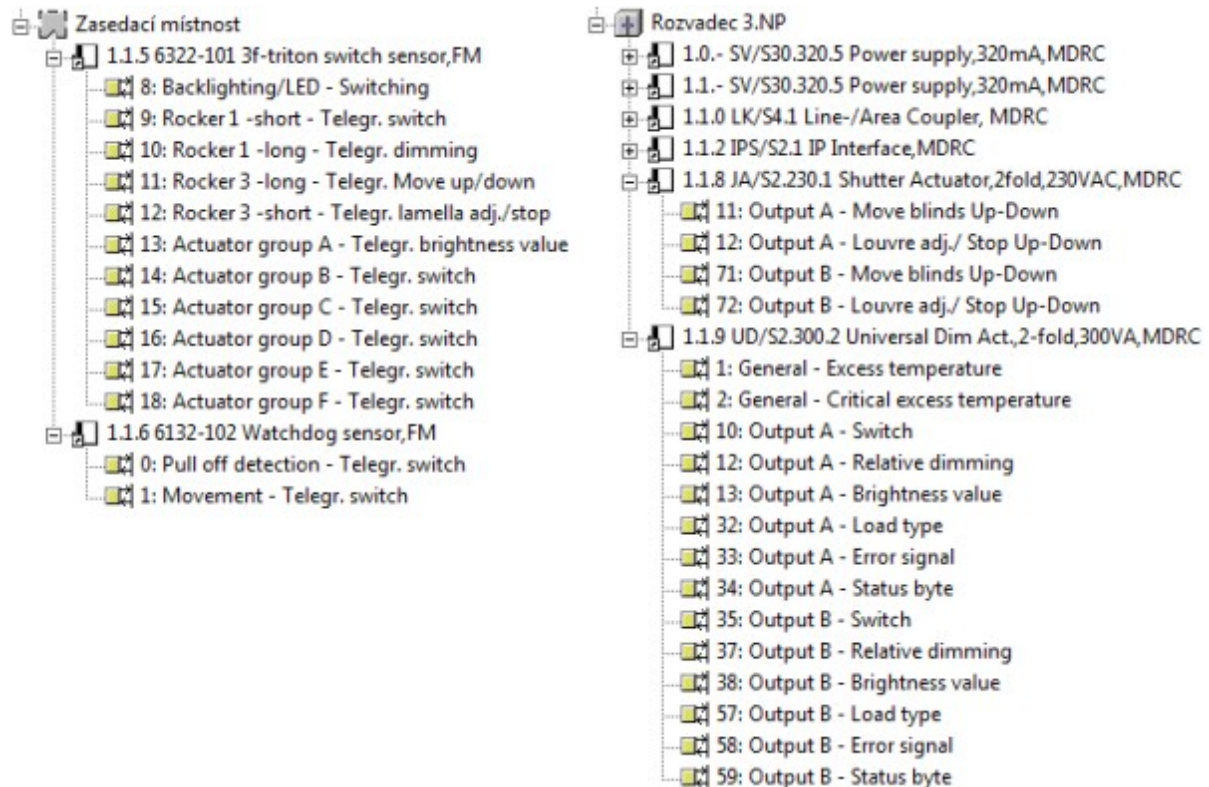 Zasedací místnost
1.1.5 6322-101 3f-triton switch sensor,FM
8: Backlighting/LED - Switching
9: Rocker 1 -short - Telegr. switch
10: Rocker 1 -long - Telegr. dimming
11: Rocker 3 -long - Telegr. Move up/down
12: Rocker 3 -short - Telegr. lamella adj./stop
13: Actuator group A - Telegr. brightness value
14: Actuator group B - Telegr. switch
15: Actuator group C - Telegr. switch
16: Actuator group D - Telegr. switch
17: Actuator group E - Telegr. switch
18: Actuator group F - Telegr. switch
1.1.6 6132-102 Watchdog sensor,FM
0: Pull off detection - Telegr. switch
1: Movement - Telegr. switch
Rozvadec 3.NP
1.0.- SV/S30.320.5 Power supply,320mA,MDRC
1.1.- SV/S30.320.5 Power supply,320mA,MDRC
1.1.0 LK/S4.1 Line-/Area Coupler, MDRC
1.1.2 IPS/S2.1 IP Interface,MDRC
1.1.8 JA/S2.230.1 Shutter Actuator,2fold,230VAC,MDRC
11: Output A - Move blinds Up-Down
12: Output A - Louvre adj./ Stop Up-Down
71: Output B - Move blinds Up-Down
72: Output B - Louvre adj./ Stop Up-Down
1.1.9 UD/S2.300.2 Universal Dim Act.,2-fold,300VA,MDRC
1: General - Excess temperature
2: General - Critical excess temperature
10: Output A - Switch
12: Output A - Relative dimming
13: Output A - Brightness value
32: Output A - Load type
33: Output A - Error signal
34: Output A - Status byte
35: Output B - Switch
37: Output B - Relative dimming
38: Output B - Brightness value
57: Output B - Load type
58: Output B - Error signal
59: Output B - Status byte